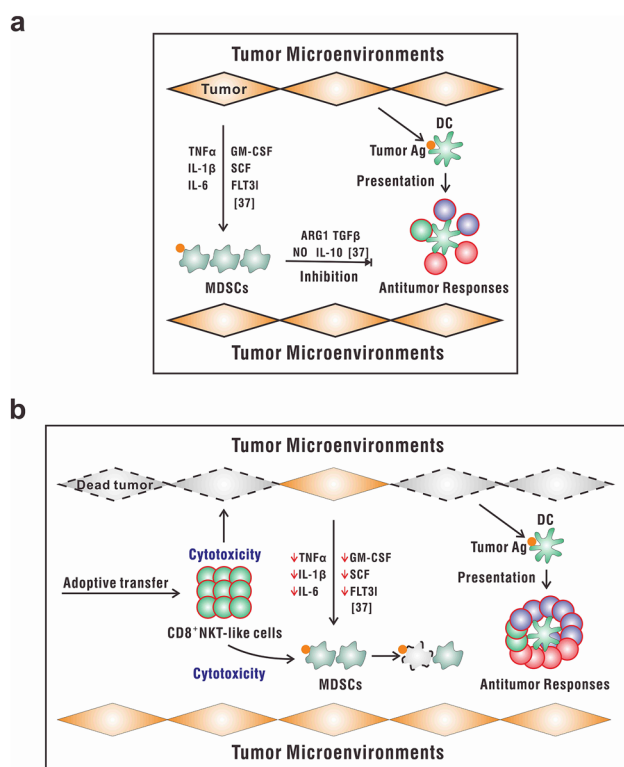 a
Tumor Microenvironments
Tumor
DC
Tumor Ag
TNFα GM-CSF
IL-1β SCF
IL-6 FLT3l
[37]
Presentation
ARG1 TGFβ
NO IL-10 [37]
Inhibition
MDSCs
Antitumor Responses
Tumor Microenvironments
b
Tumor Microenvironments
Dead tumor
DC
Tumor Ag
Cytotoxicity
↓TNFα ↓GM-CSF
↓IL-1β ↓SCF
↓IL-6 ↓FLT3l
[37]
Presentation
Adoptive transfer
CD8⁺NKT-like cells
Cytotoxicity
MDSCs
Antitumor Responses
Tumor Microenvironments